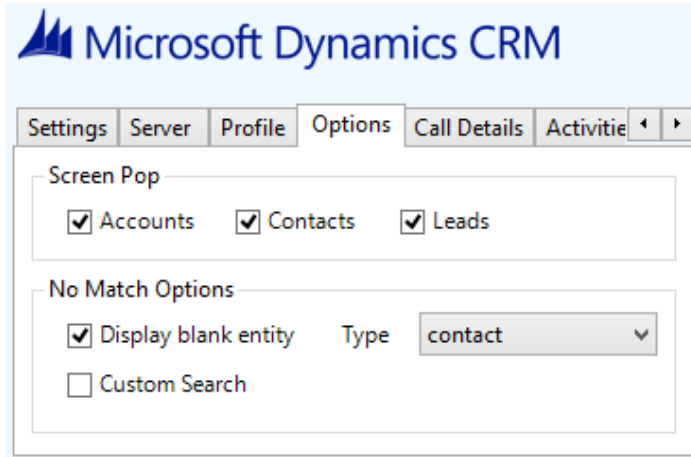 Microsoft Dynamics CRM
Settings Server Profile Options Call Details Activitie
Screen Pop
Accounts Contacts Leads
No Match Options
Display blank entity Type contact
Custom Search